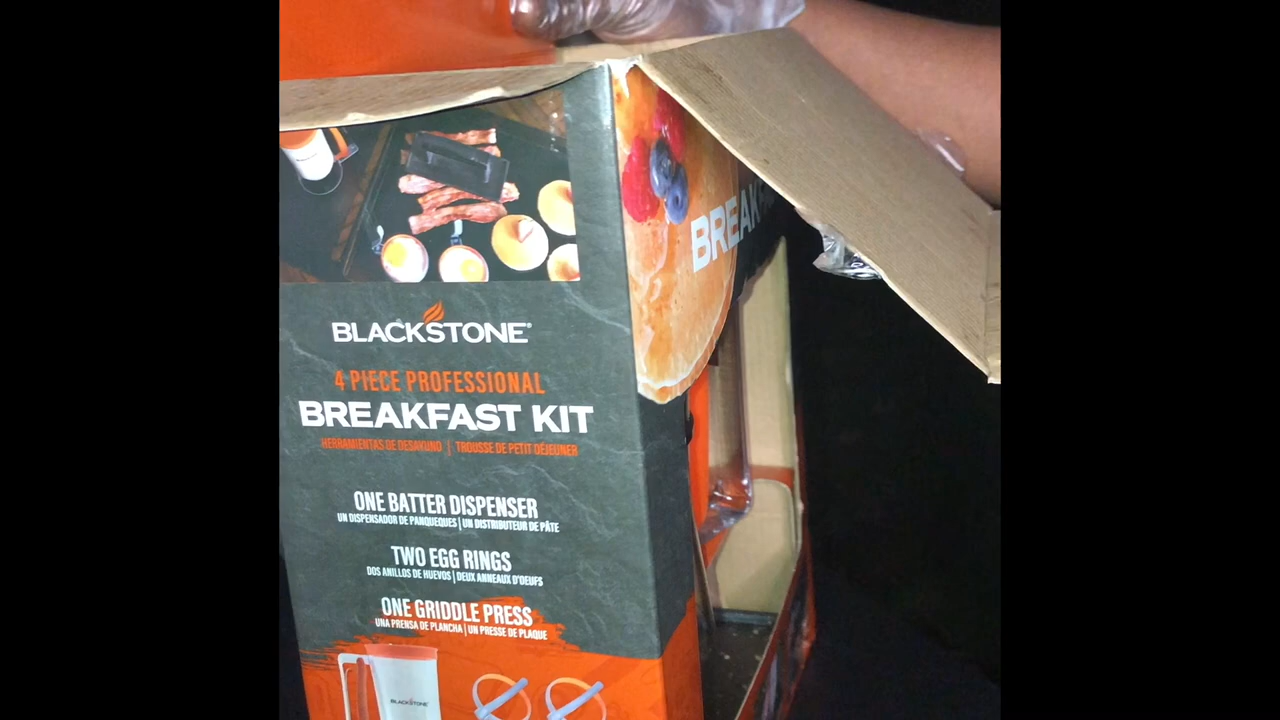 BLACKSTONE®
4 PIECE PROFESSIONAL
BREAKFAST KIT
HERRAMIENTAS DE DESAYUNO | TROUSSE DE PETIT DÉJEUNER
ONE BATTER DISPENSER
UN DISPENSADOR DE PANQUEQUES | UN DISTRIBUTEUR DE PÂTE
TWO EGG RINGS
DOS ANILLOS DE HUEVOS | DEUX ANNEAUX D'OEUFS
ONE GRIDDLE PRESS
UNA PRENSA DE PLANCHA | UN PRESSE DE PLAQUE
BLACKSTONE